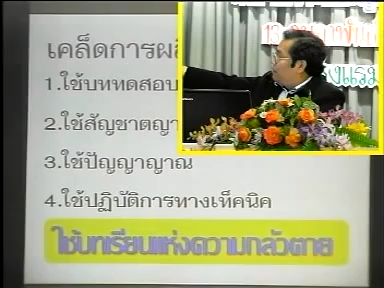 เคล็ดการผ
1.ใช้บททดสอบ
2.ใช้สัญชาตญา
3.ใช้ปัญญาญาณ
4.ใช้ปฏิบัติการทางเท็คนิค
ใช้บทเรียนแห่งความกลัวตาย